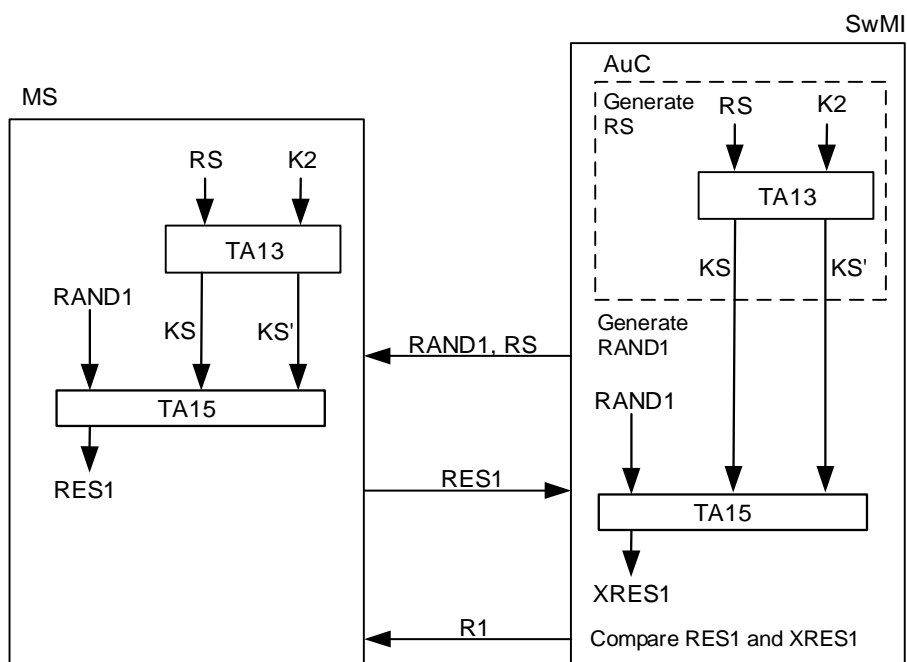 SwMI
AuC
Generate
RS
RS
K2
TA13
KS
KS'
MS
RS
K2
TA13
RAND1
KS
KS'
TA15
RES1
Generate
RAND1
RAND1, RS
RAND1
RES1
TA15
XRES1
R1
Compare RES1 and XRES1